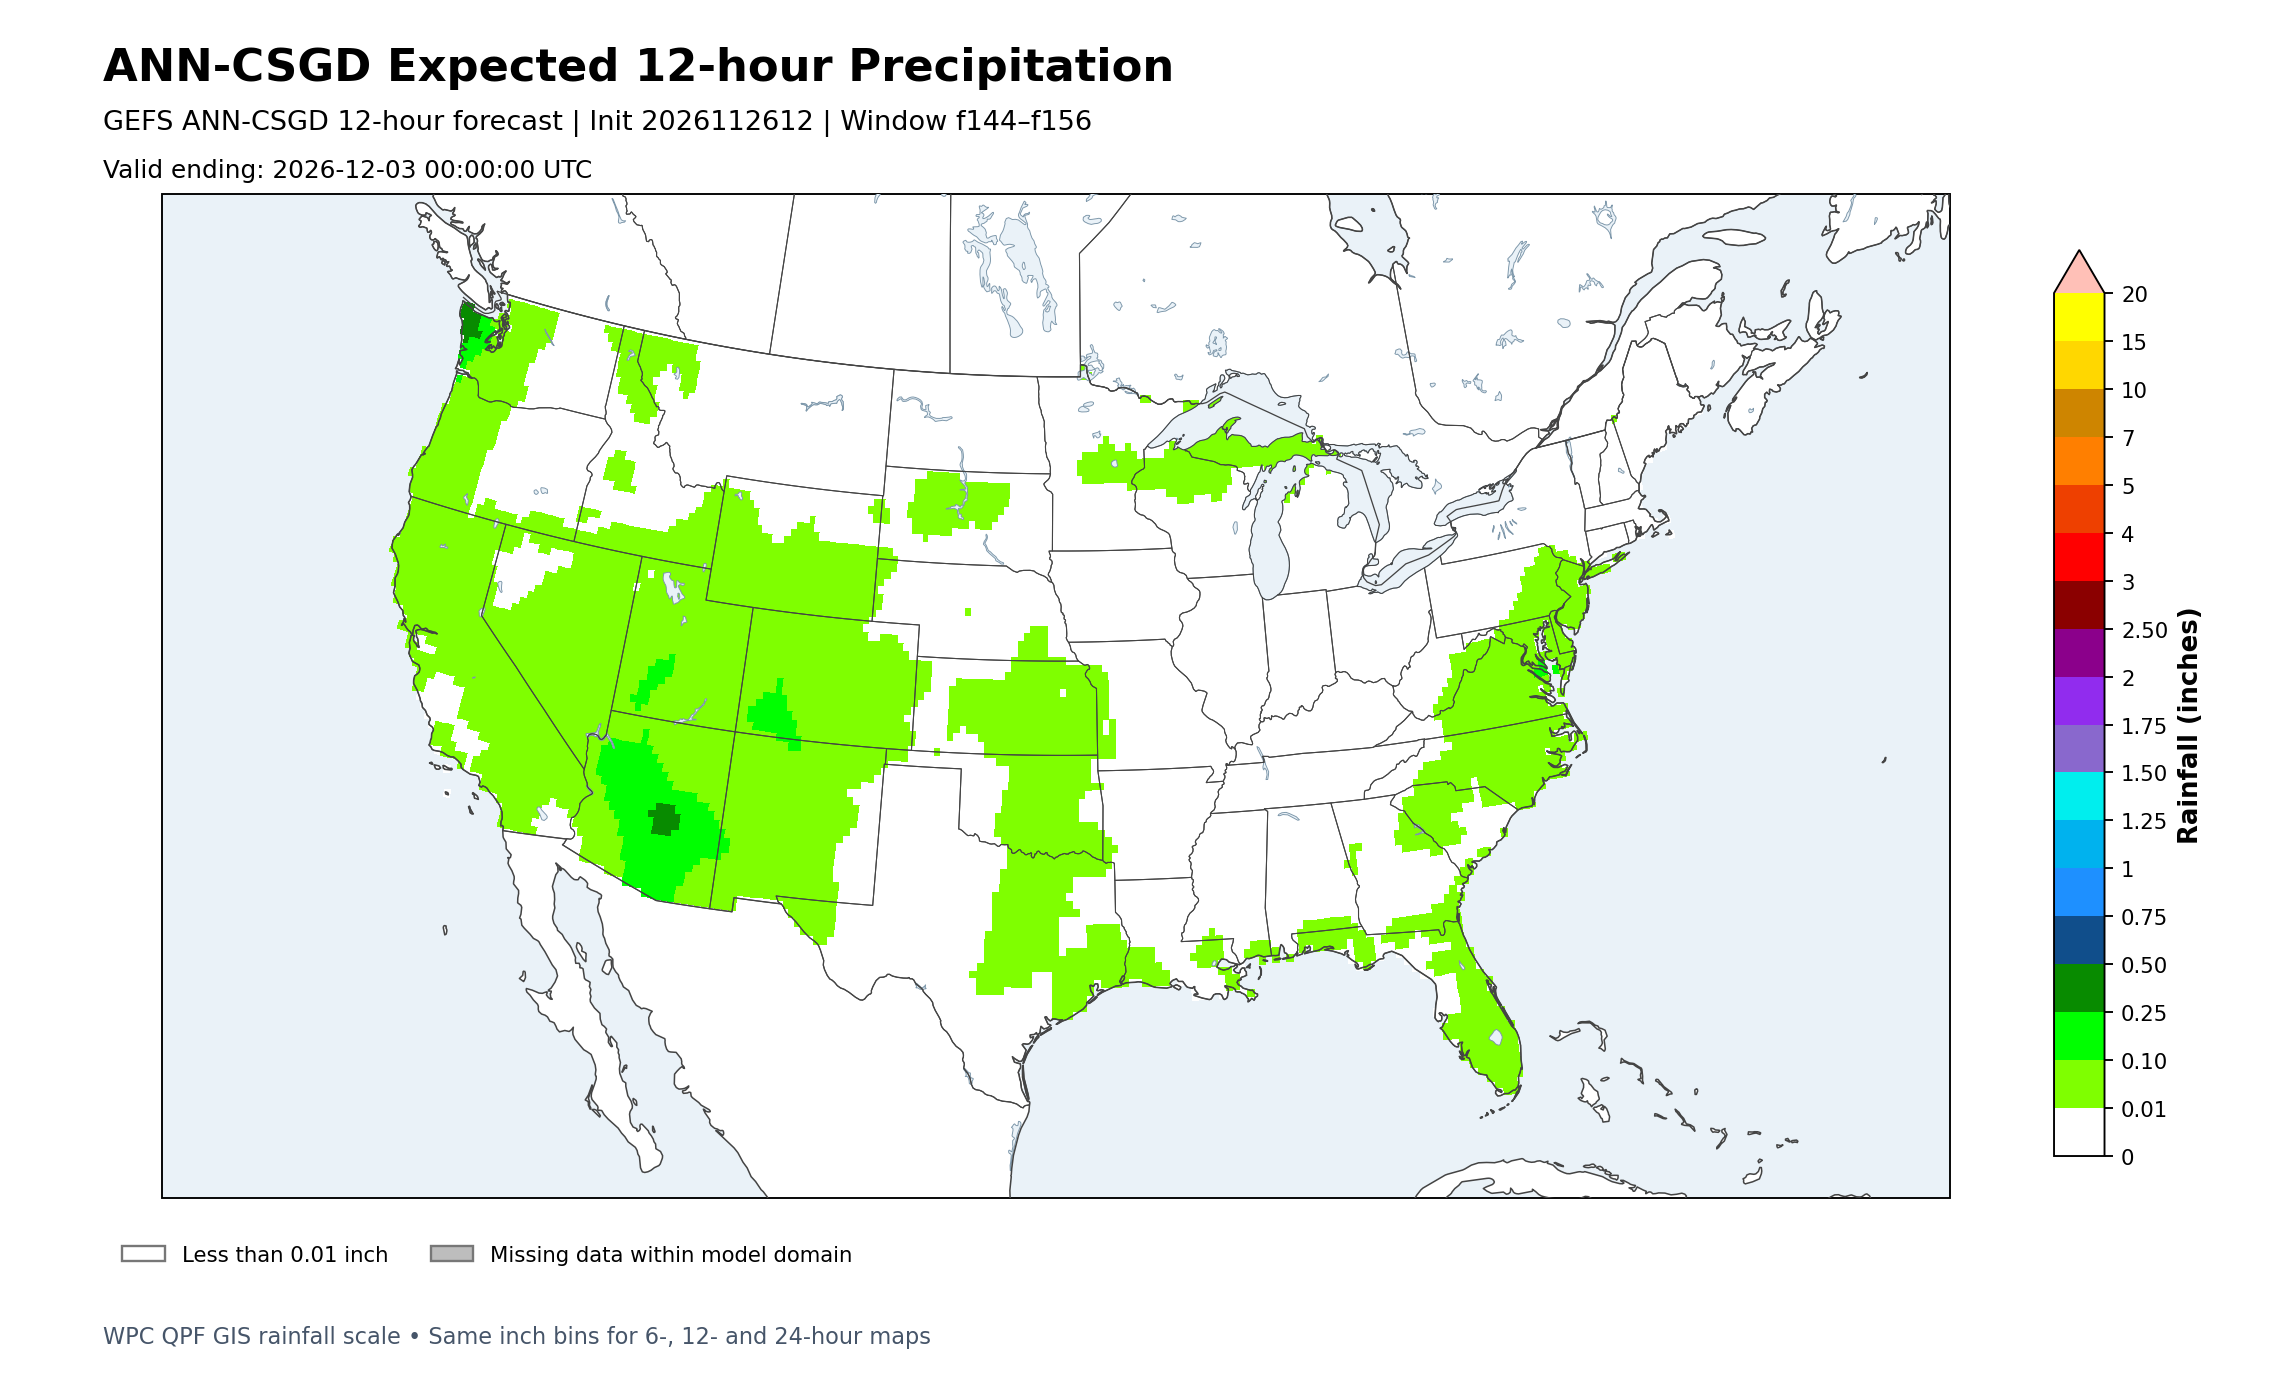 ANN-CSGD Expected 12-hour Precipitation
GEFS ANN-CSGD 12-hour forecast | Init 2026112612 | Window f144–f156
Valid ending: 2026-12-03 00:00:00 UTC
20
15
10
7
5
4
3
2.50
2
1.75
1.50
1.25
1
0.75
0.50
0.25
0.10
0.01
0
Rainfall (inches)
Less than 0.01 inch
Missing data within model domain
WPC QPF GIS rainfall scale • Same inch bins for 6-, 12- and 24-hour maps